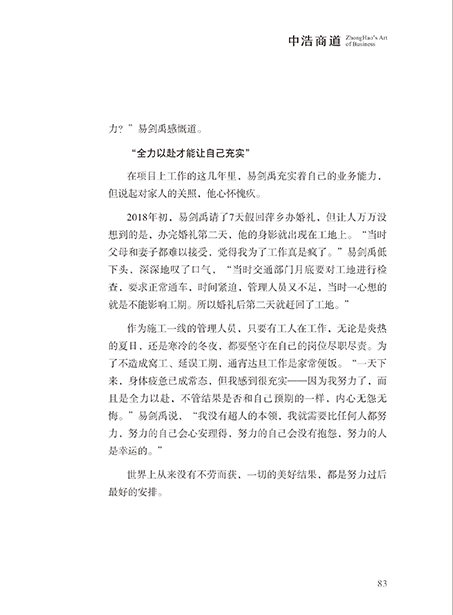 中浩商道 ZhongHao's Art
of Business
力？”易剑禹感慨道。
“全力以赴才能让自己充实”
在项目上工作的这几年里，易剑禹充实着自己的业务能力，
但说起对家人的关照，他心怀愧疚。
2018年初，易剑禹请了7天假回萍乡办婚礼，但让人万万没
想到的是，办完婚礼第二天，他的身影就出现在工地上。“当时
父母和妻子都难以接受，觉得我为了工作真是疯了。”易剑禹低
下头，深深地叹了口气，“当时交通部门月底要对工地进行检
查，要求正常通车，时间紧迫，管理人员又不足，当时一心想的
就是不能影响工期。所以婚礼后第二天就赶回了工地。”
作为施工一线的管理人员，只要有工人在工作，无论是炎热
的夏日，还是寒冷的冬夜，都要坚守在自己的岗位尽职尽责。为
了不造成窝工、延误工期，通宵达旦工作是家常便饭。“一天下
来，身体疲惫已成常态，但我感到很充实——因为我努力了，而
且是全力以赴，不管结果是否和自己预期的一样，内心无怨无
悔。”易剑禹说，“我没有超人的本领，我就需要比任何人都努
力，努力的自己会心安理得，努力的自己会没有抱怨，努力的人
是幸运的。”
世界上从来没有不劳而获，一切的美好结果，都是努力过后
最好的安排。
83